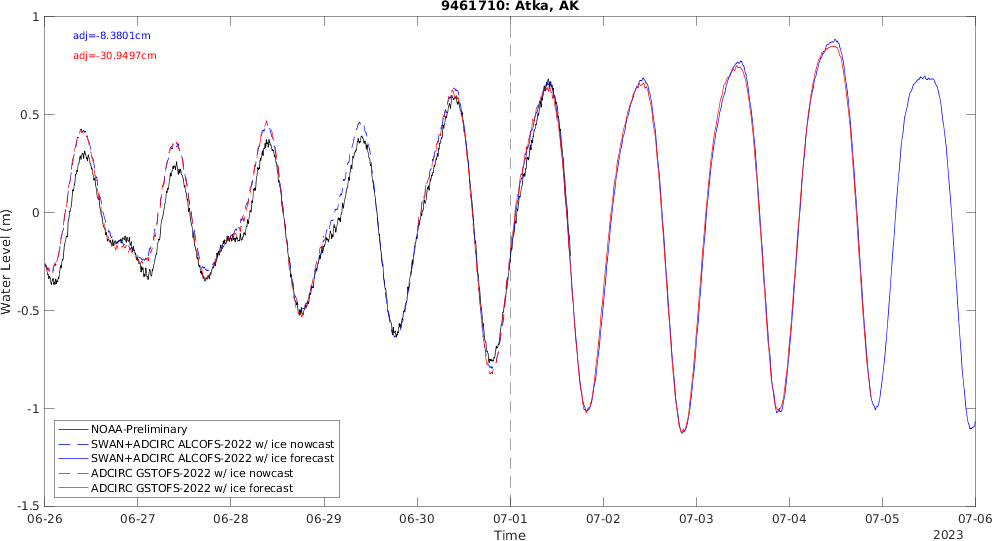 9461710: Atka, AK
adj=-8.3801cm
adj=-30.9497cm
Water Level (m)
1
0.5
0
-0.5
-1
-1.5
NOAA-Preliminary
SWAN+ADCIRC ALCOFS-2022 w/ ice nowcast
SWAN+ADCIRC ALCOFS-2022 w/ ice forecast
ADCIRC GSTOFS-2022 w/ ice nowcast
ADCIRC GSTOFS-2022 w/ ice forecast
06-26 06-27 06-28 06-29 06-30 07-01 07-02 07-03 07-04 07-05 07-06
Time
2023